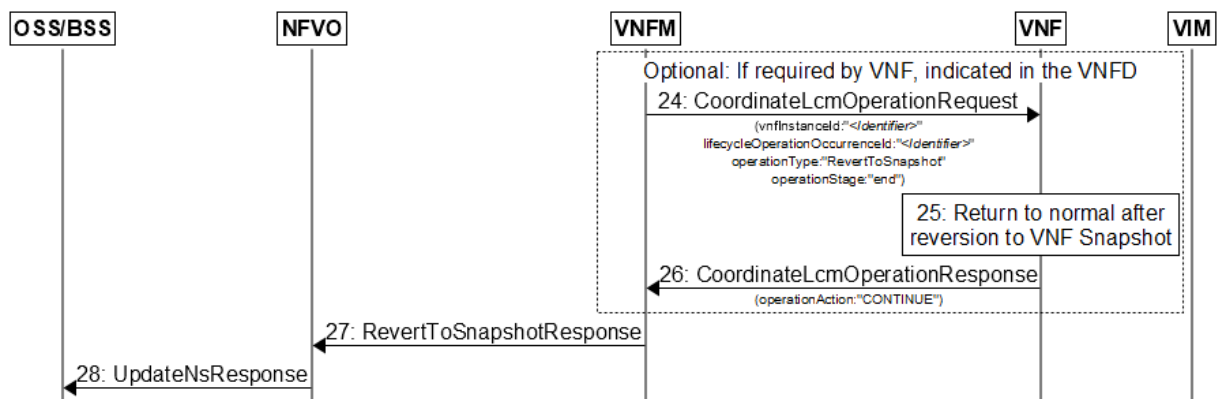 OSS/BSS
NFVO
VNFM
VNF
VIM
Optional: If required by VNF, indicated in the VNFD
24: CoordinateLcmOperationRequest
(vnfInstanceId:"<Identifier>"
lifecycleOperationOccurrenceId:"<Identifier>"
operationType:"RevertToSnapshot"
operationStage:"end")
25: Return to normal after
reversion to VNF Snapshot
26: CoordinateLcmOperationResponse
(operationAction:"CONTINUE")
27: RevertToSnapshotResponse
28: UpdateNsResponse